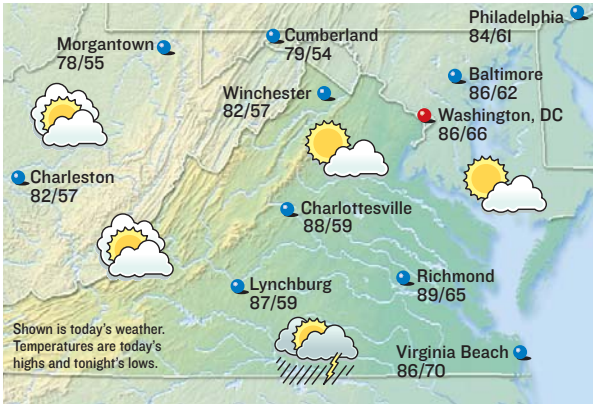 Philadelphia
84/61
Cumberland
79/54
Morgantown
78/55
Baltimore
86/62
Winchester
82/57
Washington, DC
86/66
Charleston
82/57
Charlottesville
88/59
Richmond
89/65
Lynchburg
87/59
Shown is today's weather.
Temperatures are today's
highs and tonight's lows.
Virginia Beach
86/70